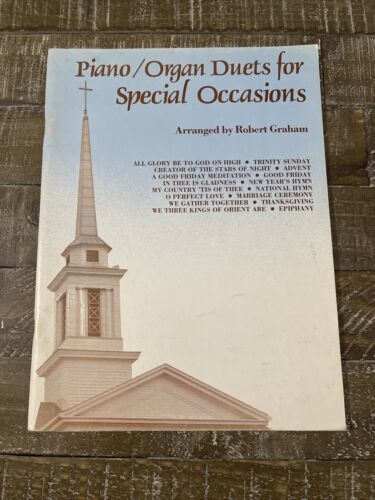 Piano/Organ Duets for
Special Occasions
Arranged by Robert Graham
ALL GLORY BE TO GOD ON HIGH • TRINITY SUNDAY
CREATOR OF THE STARS OF NIGHT • ADVENT
A GOOD FRIDAY MEDITATION • GOOD FRIDAY
IN THEE IS GLADNESS • NEW YEAR'S HYMN
MY COUNTRY 'TIS OF THEE • NATIONAL HYMN
O PERFECT LOVE • MARRIAGE CEREMONY
WE GATHER TOGETHER • THANKSGIVING
WE THREE KINGS OF ORIENT ARE • EPIPHANY